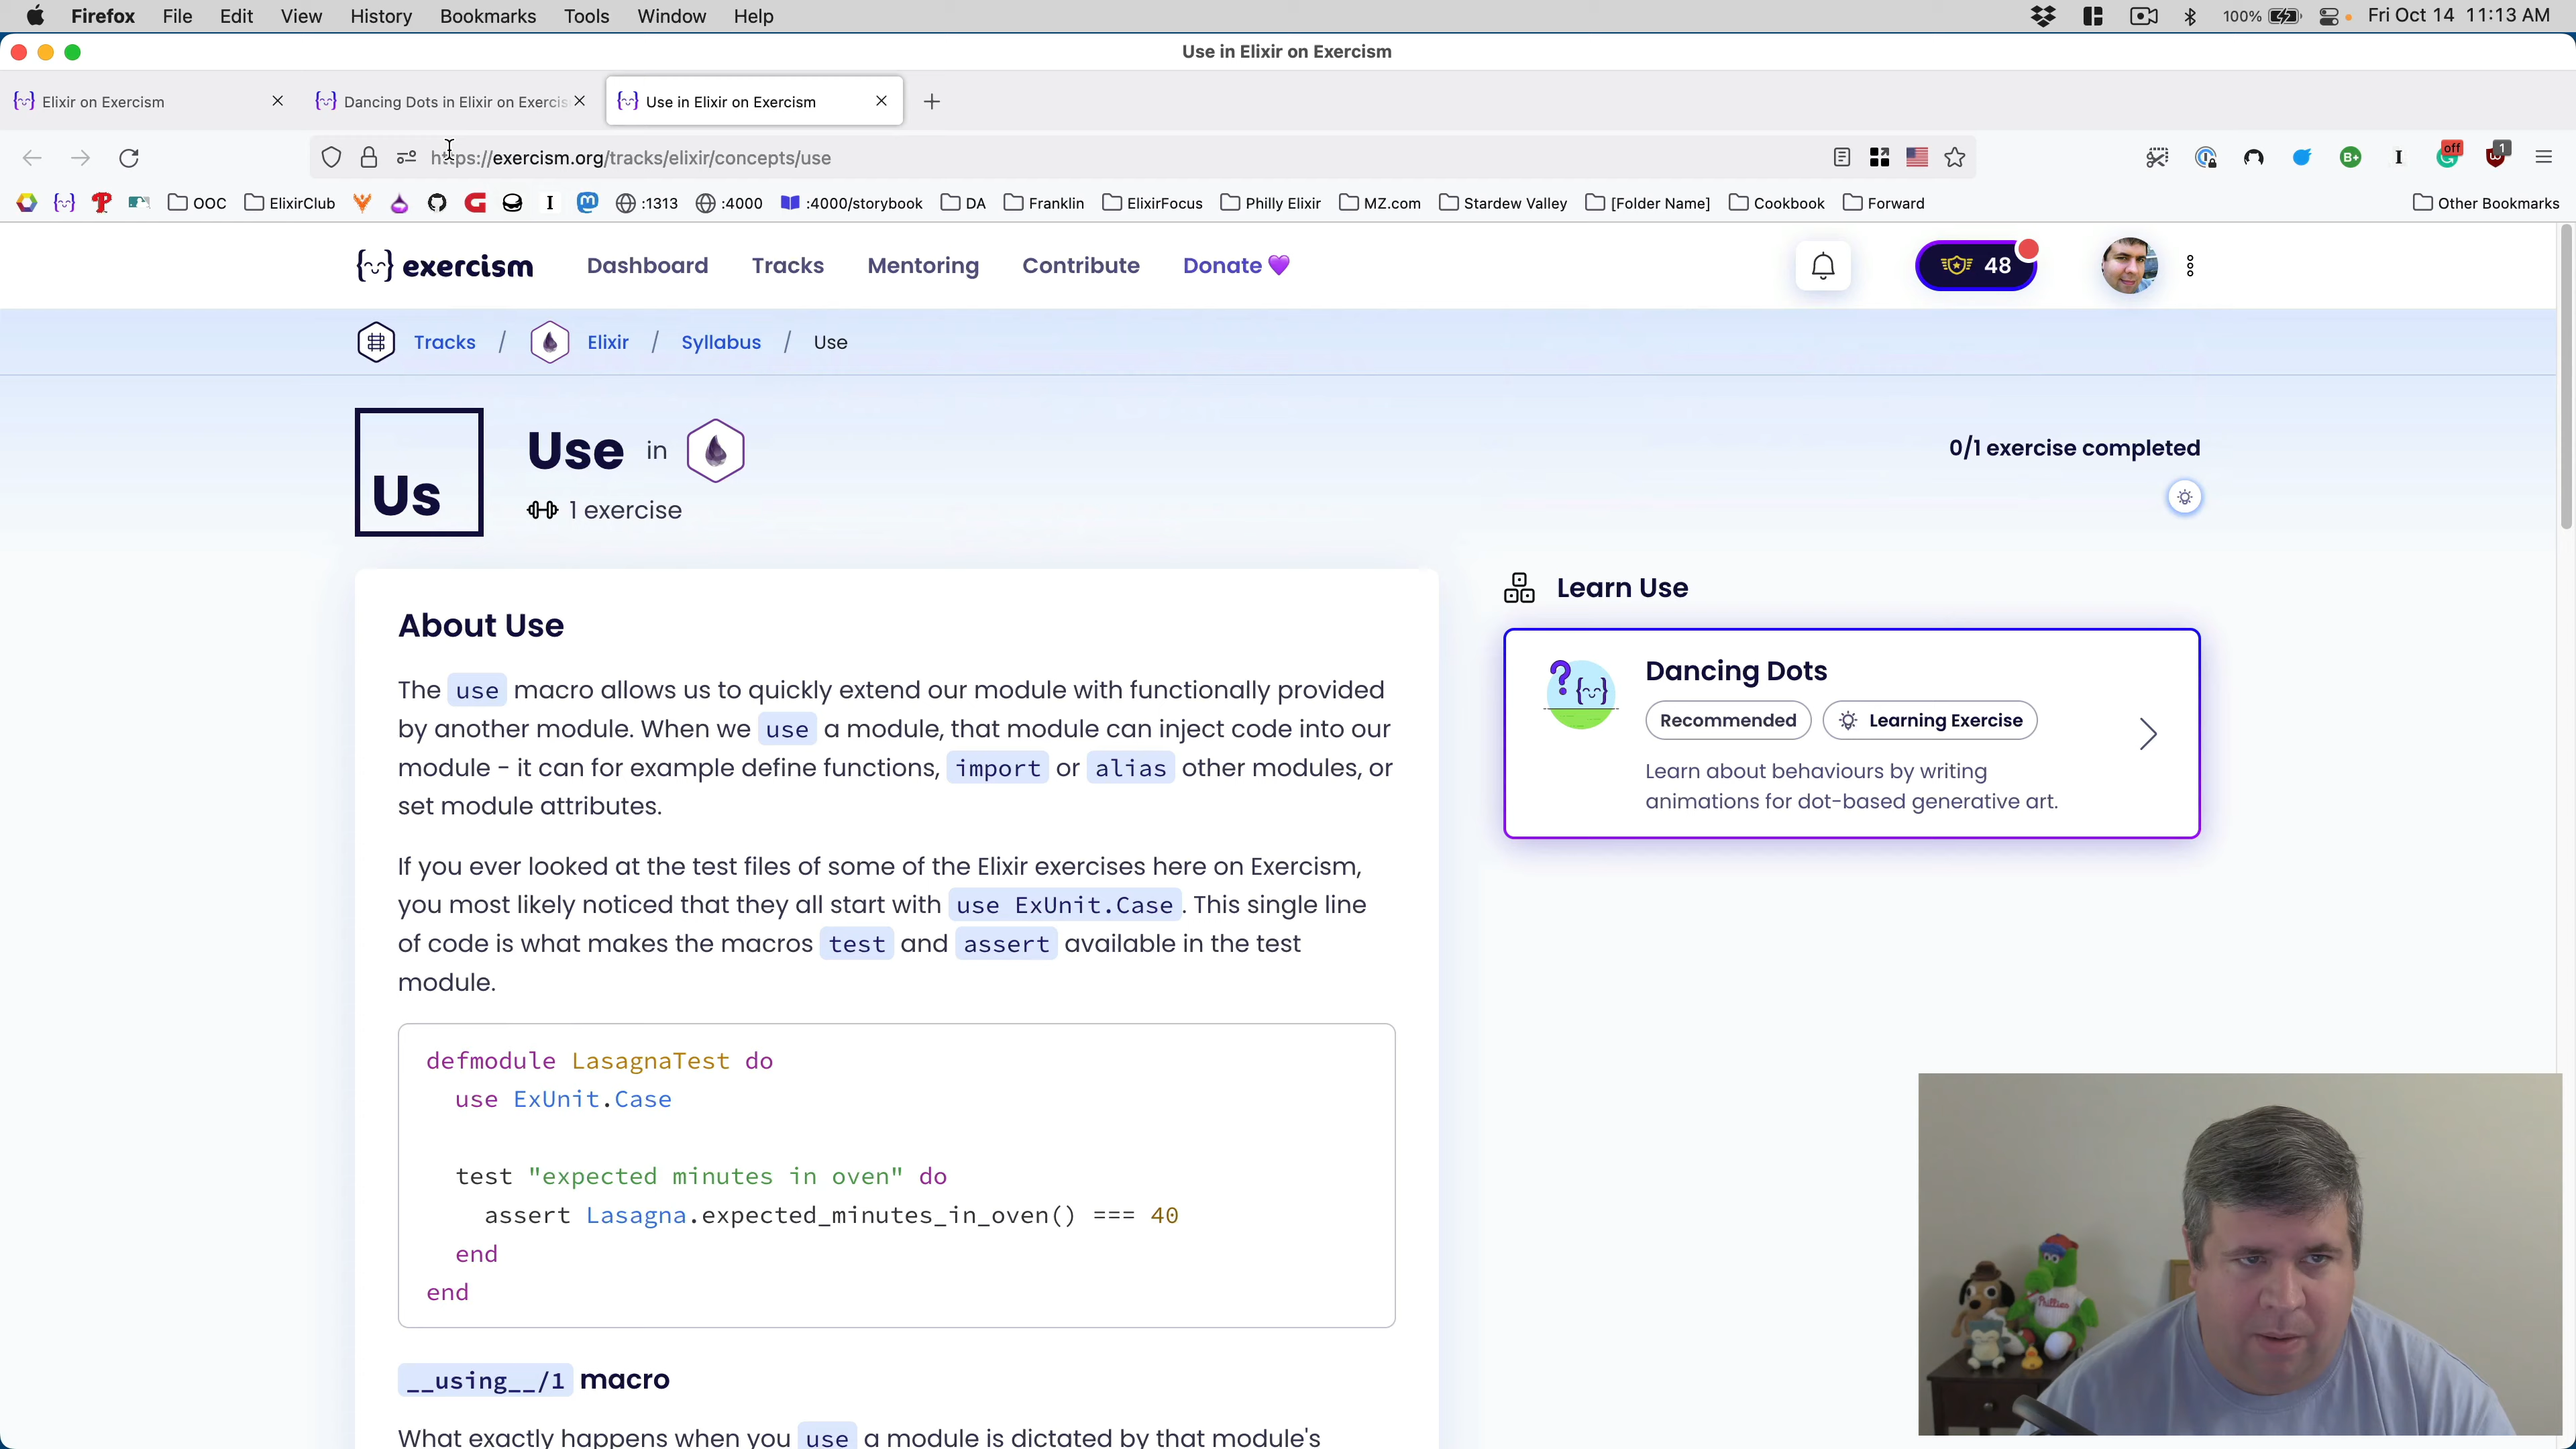 Firefox File Edit View History Bookmarks Tools Window Help 100% Fri Oct 14 11:13 AM
Use in Elixir on Exercism
Elixir on Exercism Dancing Dots in Elixir on Exercis Use in Elixir on Exercism
https://exercism.org/tracks/elixir/concepts/use off 1
OOC ElixirClub :1313 :4000 :4000/storybook DA Franklin ElixirFocus Philly Elixir MZ.com Stardew Valley [Folder Name] Cookbook Forward Other Bookmarks
exercism Dashboard Tracks Mentoring Contribute Donate 48
Tracks / Elixir / Syllabus / Use
Us
Use in
1 exercise
0/1 exercise completed
About Use
The use macro allows us to quickly extend our module with functionally provided
by another module. When we use a module, that module can inject code into our
module - it can for example define functions, import or alias other modules, or
set module attributes.
If you ever looked at the test files of some of the Elixir exercises here on Exercism,
you most likely noticed that they all start with use ExUnit.Case. This single line
of code is what makes the macros test and assert available in the test
module.
defmodule LasagnaTest do
use ExUnit.Case
test "expected minutes in oven" do
assert Lasagna.expected_minutes_in_oven() === 40
end
end
__using__/1 macro
What exactly happens when you use a module is dictated by that module's
Learn Use
Dancing Dots
Recommended Learning Exercise
Learn about behaviours by writing
animations for dot-based generative art.
Phillies